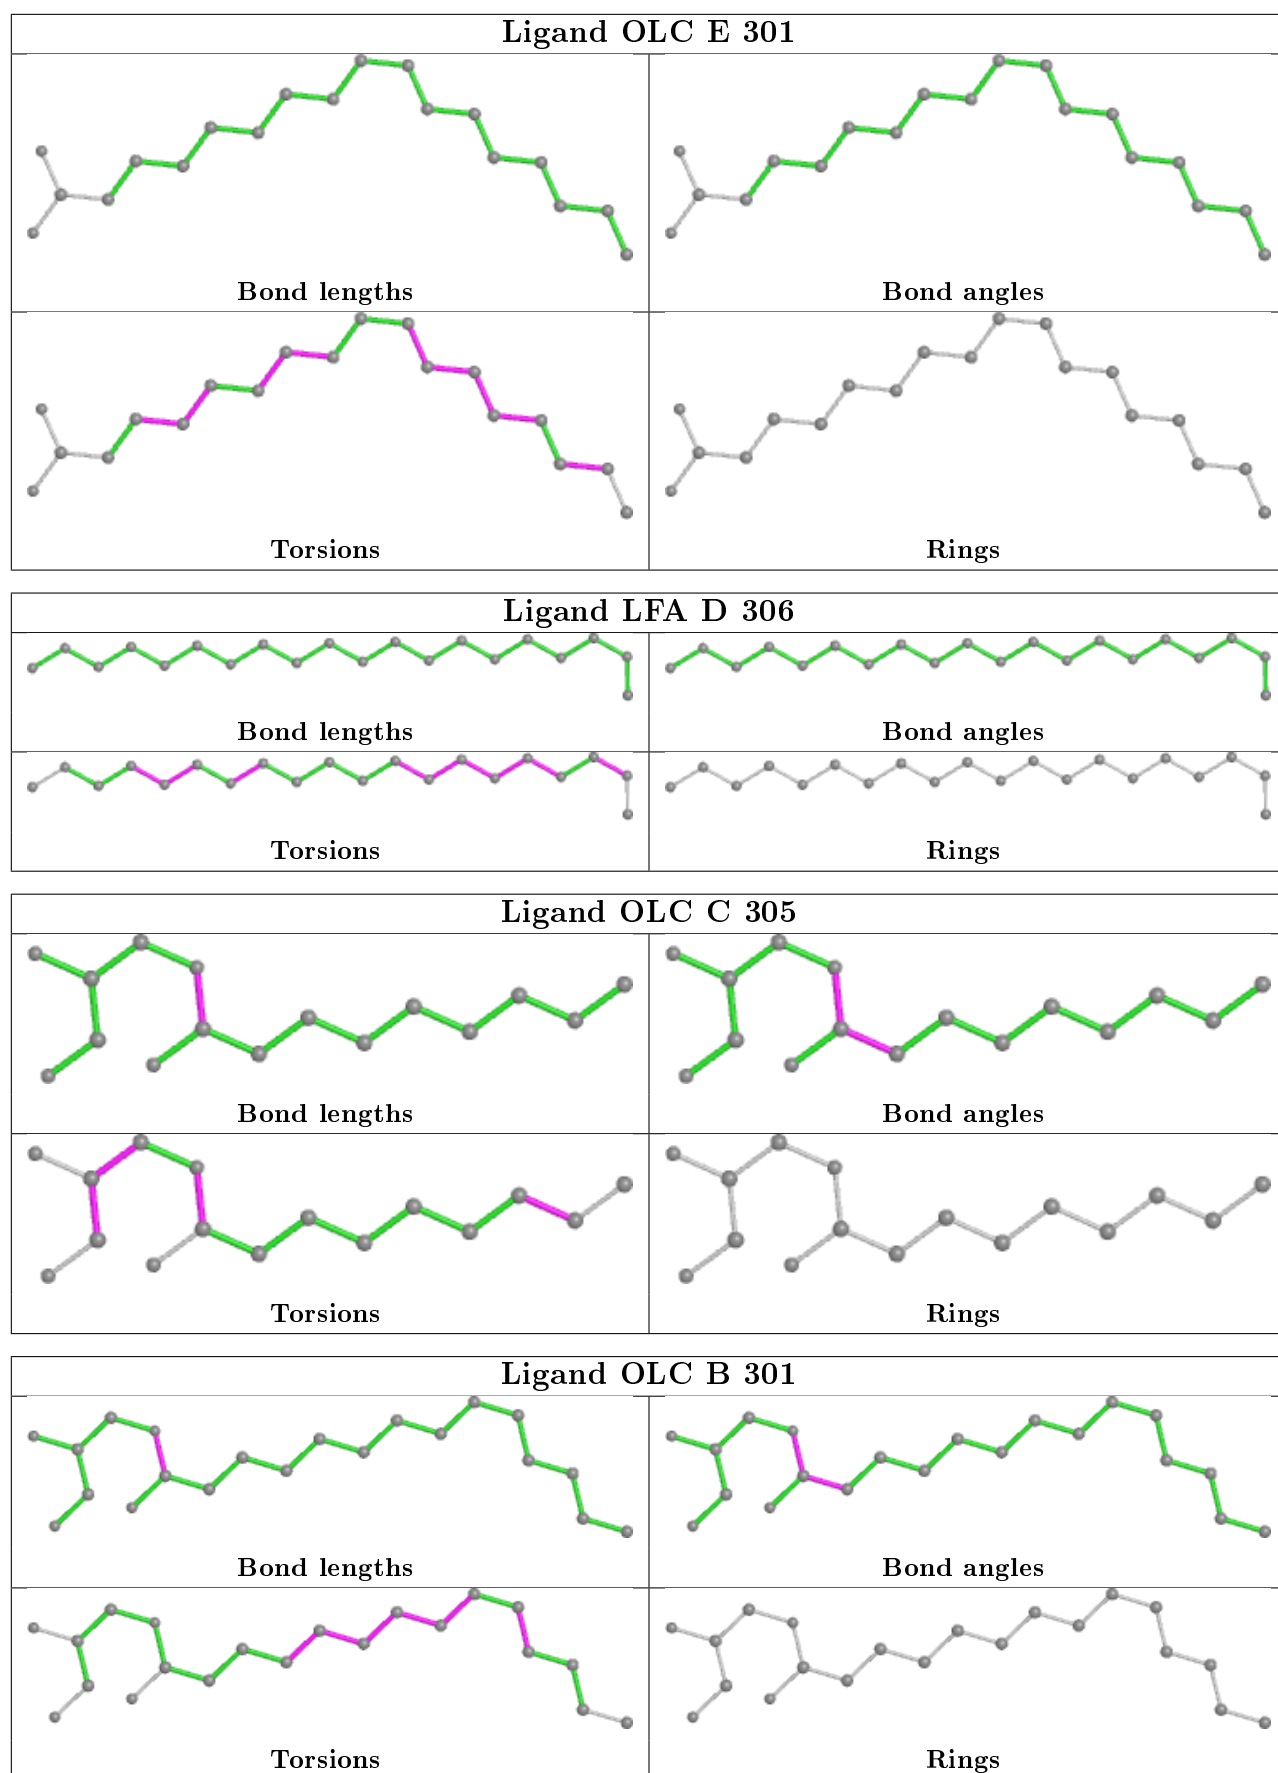 Ligand OLC E 301
Bond lengths
Bond angles
Torsions
Rings
Ligand LFA D 306
Bond lengths
Bond angles
Torsions
Rings
Ligand OLC C 305
Bond lengths
Bond angles
Torsions
Rings
Ligand OLC B 301
Bond lengths
Bond angles
Torsions
Rings